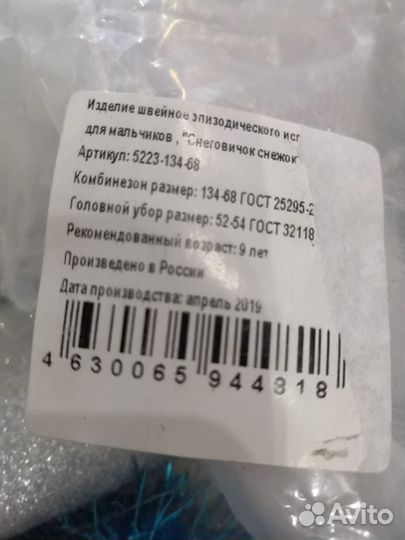 Изделие швейное эпизодического исп
для мальчиков , "Снеговичок снежок
Артикул: 5223-134-68
Комбинезон размер: 134-68 ГОСТ 25295-2
Головной убор размер: 52-54 ГОСТ 32118
Рекомендованный возраст: 9 лет
Произведено в России
Дата производства: апрель 2019
4 630065 944318
Avito